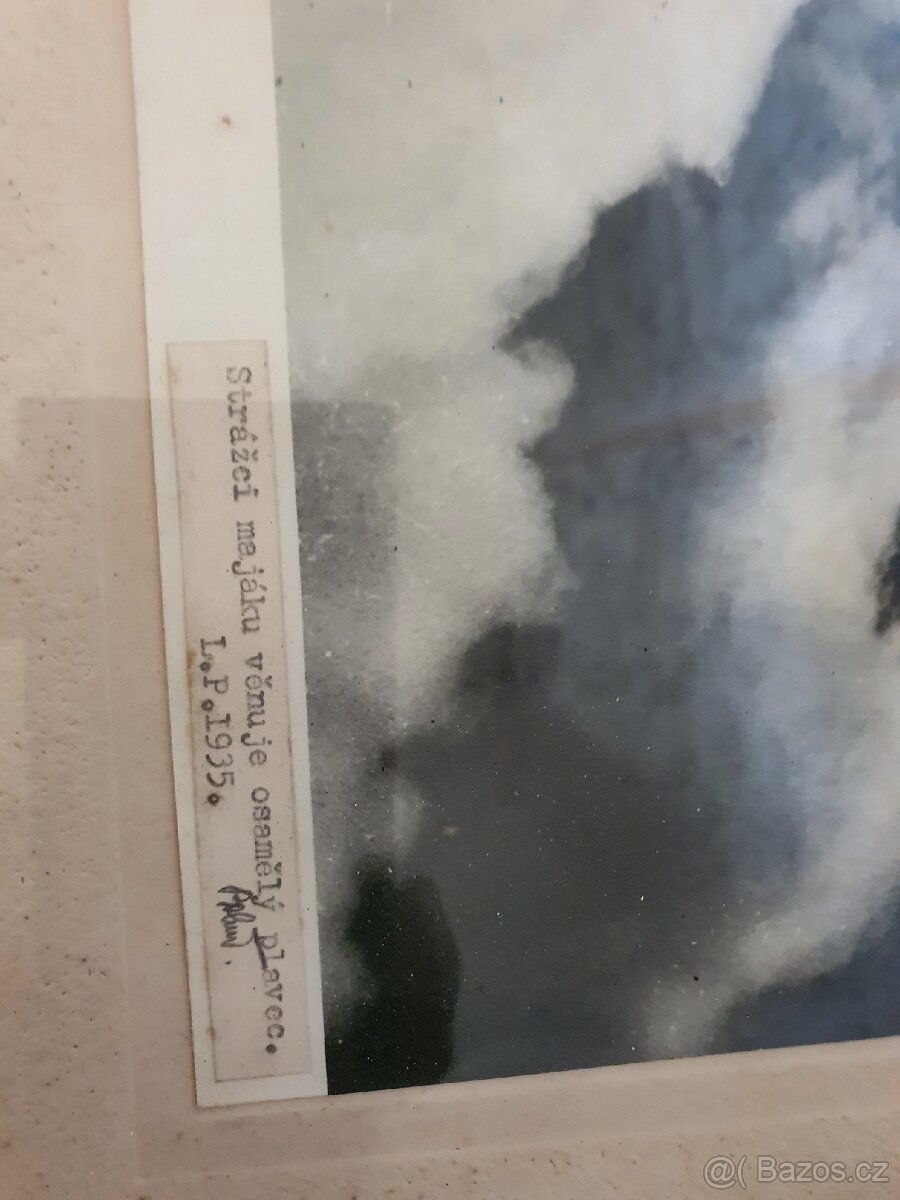 Strážci majáku věnuje osamělý plavec.
L.P.1935.
@( Bazos.cz